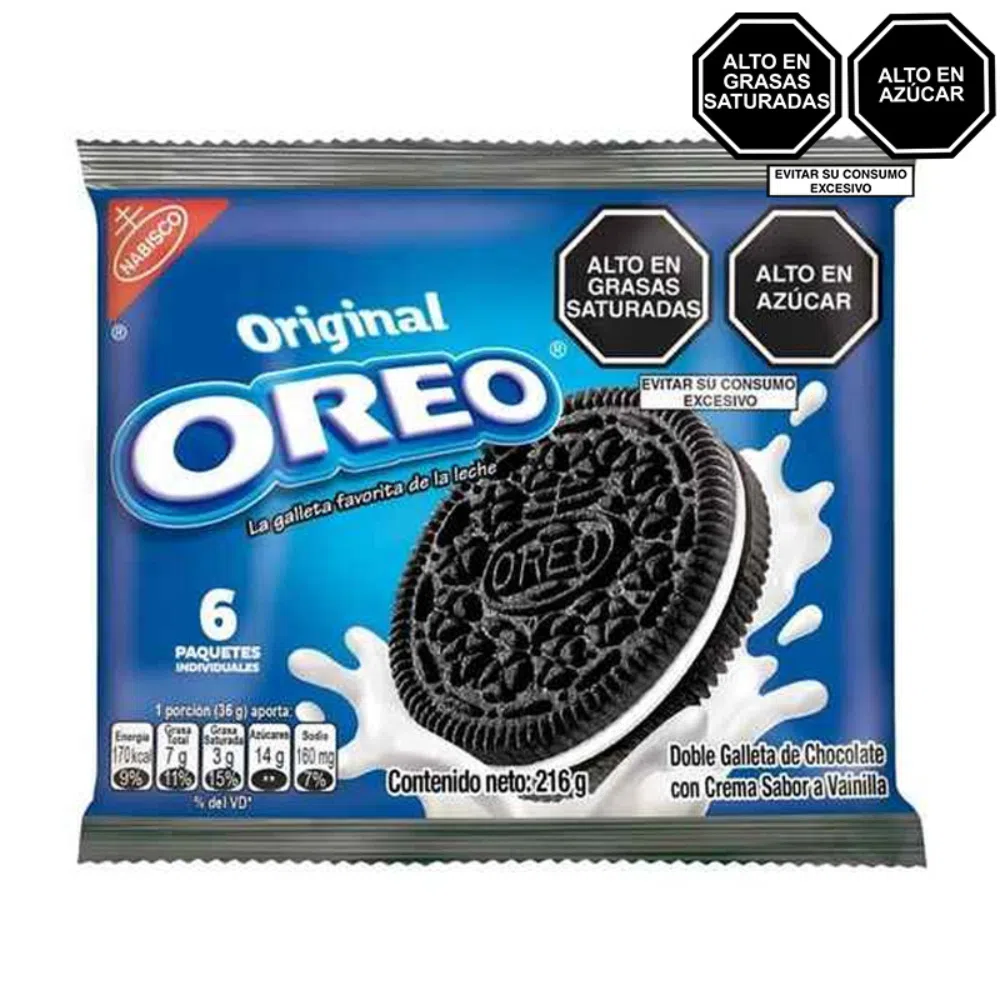 ALTO EN
GRASAS
SATURADAS
ALTO EN
AZÚCAR
EVITAR SU CONSUMO
EXCESIVO
NABISCO
®
ALTO EN
GRASAS
SATURADAS
ALTO EN
AZÚCAR
EVITAR SU CONSUMO
EXCESIVO
Original
OREO
®
La galleta favorita de la leche
OREO
6
PAQUETES
INDIVIDUALES
1 porción (36 g) aporta:
Energía
170kcal
9%
Grasa
Total
7 g
11%
Grasa
Saturada
3 g
15%
Azúcares
14 g
**
Sodio
160 mg
7%
% del VD*
Contenido neto: 216 g
Doble Galleta de Chocolate
con Crema Sabor a Vainilla